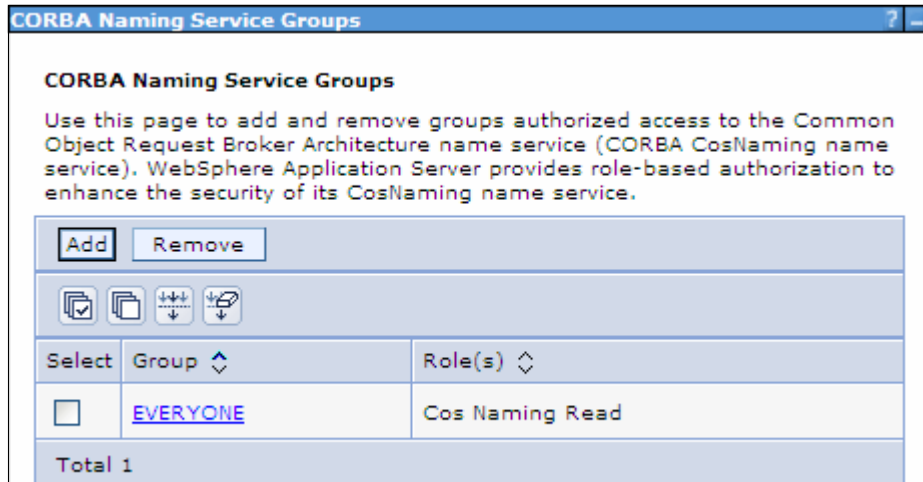 CORBA Naming Service Groups ? –
CORBA Naming Service Groups
Use this page to add and remove groups authorized access to the Common
Object Request Broker Architecture name service (CORBA CosNaming name
service). WebSphere Application Server provides role-based authorization to
enhance the security of its CosNaming name service.
Add Remove
Select Group Role(s)
EVERYONE Cos Naming Read
Total 1